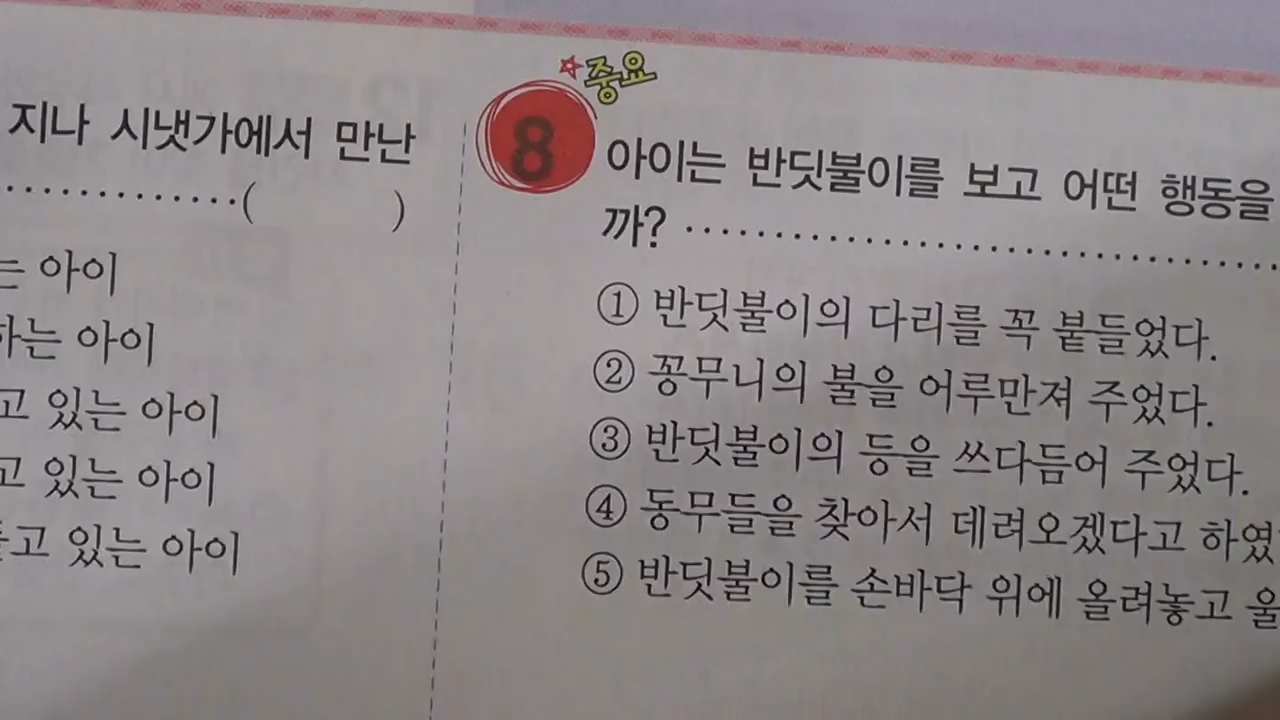 지나 시냇가에서 만난
( )
는 아이
하는 아이
고 있는 아이
고 있는 아이
고 있는 아이
중요
8
아이는 반딧불이를 보고 어떤 행동을
까?
① 반딧불이의 다리를 꼭 붙들었다.
② 꽁무니의 불을 어루만져 주었다.
③ 반딧불이의 등을 쓰다듬어 주었다.
④ 동무들을 찾아서 데려오겠다고 하였
⑤ 반딧불이를 손바닥 위에 올려놓고 울